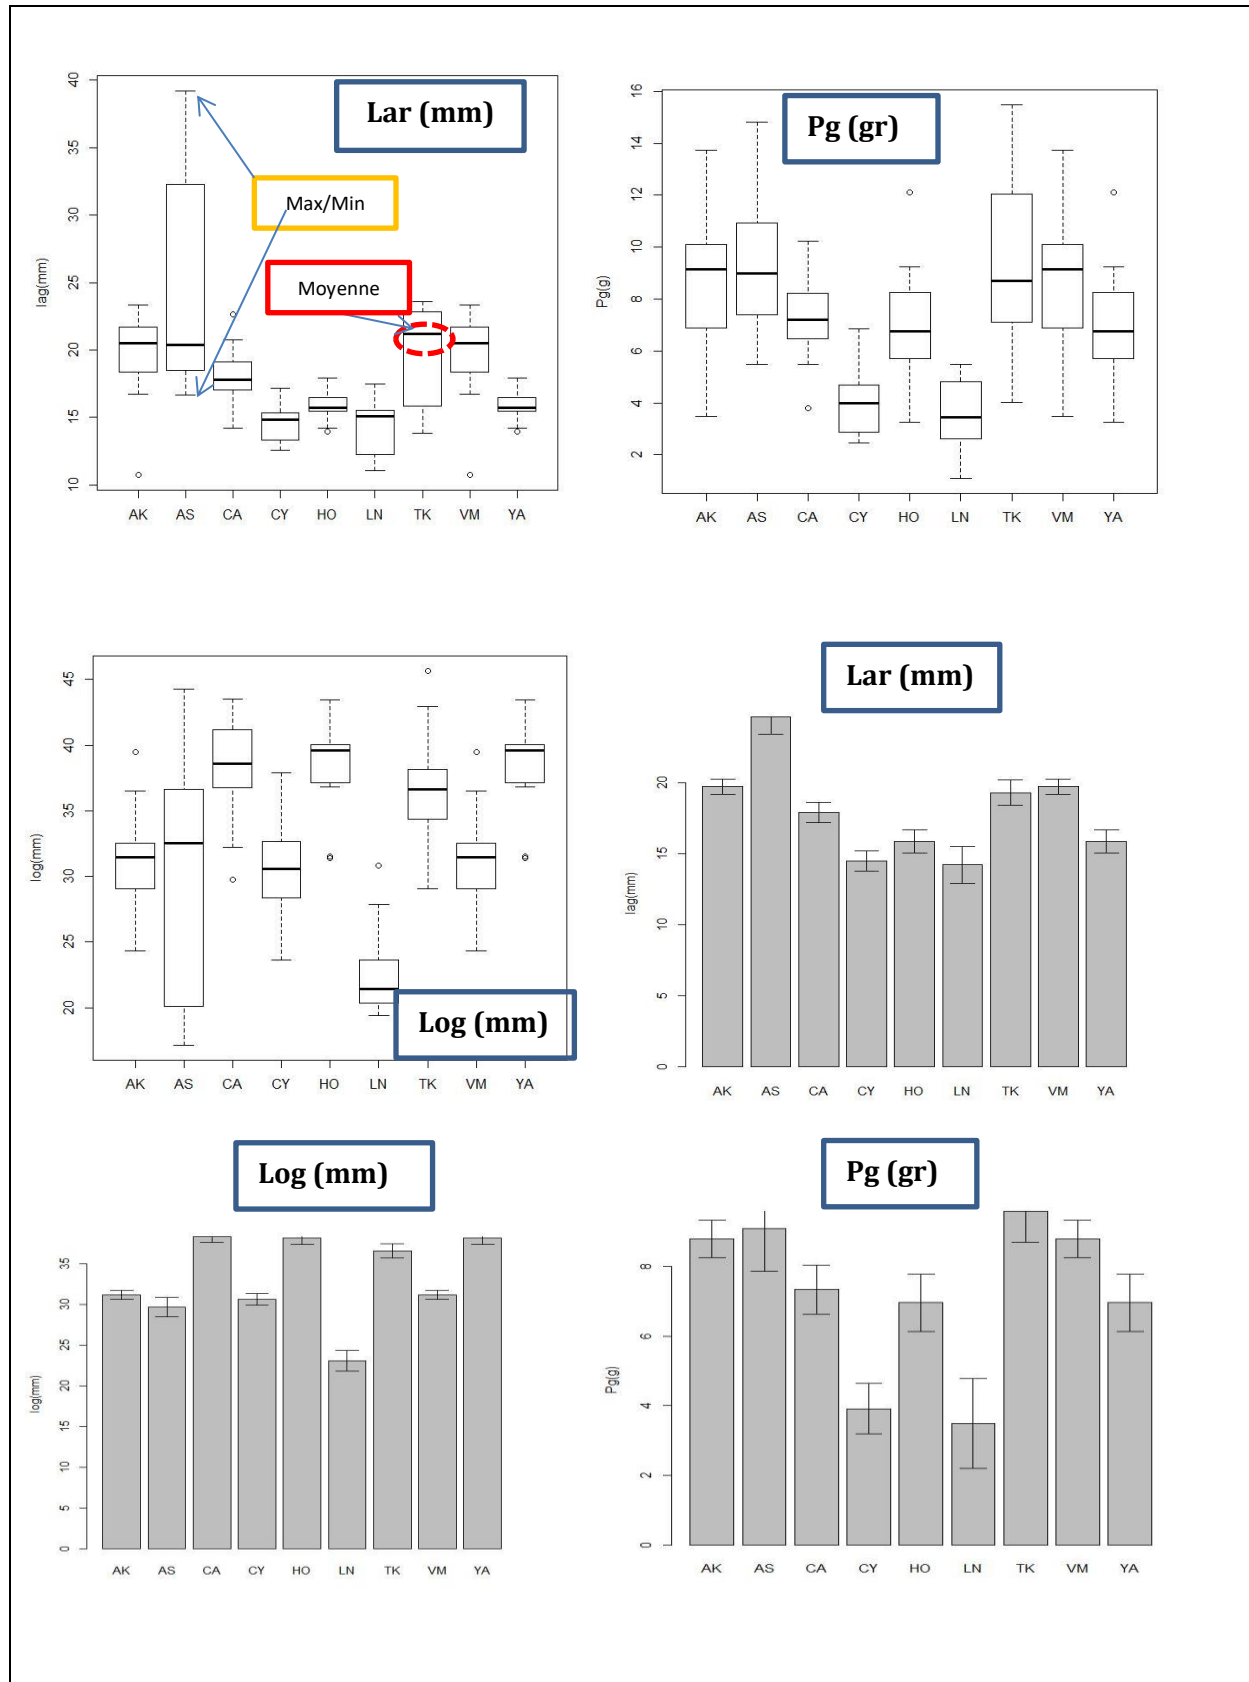 Lar (mm)
Max/Min
Moyenne
lag(mm)
40
35
30
25
20
15
10
AK AS CA CY HO LN TK VM YA
Pg (gr)
Pg(g)
16
14
12
10
8
6
4
2
AK AS CA CY HO LN TK VM YA
log(mm)
45
40
35
30
25
20
Log (mm)
AK AS CA CY HO LN TK VM YA
Lar (mm)
lag(mm)
20
15
10
5
0
AK AS CA CY HO LN TK VM YA
Log (mm)
log(mm)
35
30
25
20
15
10
5
0
AK AS CA CY HO LN TK VM YA
Pg (gr)
Pg(g)
8
6
4
2
0
AK AS CA CY HO LN TK VM YA